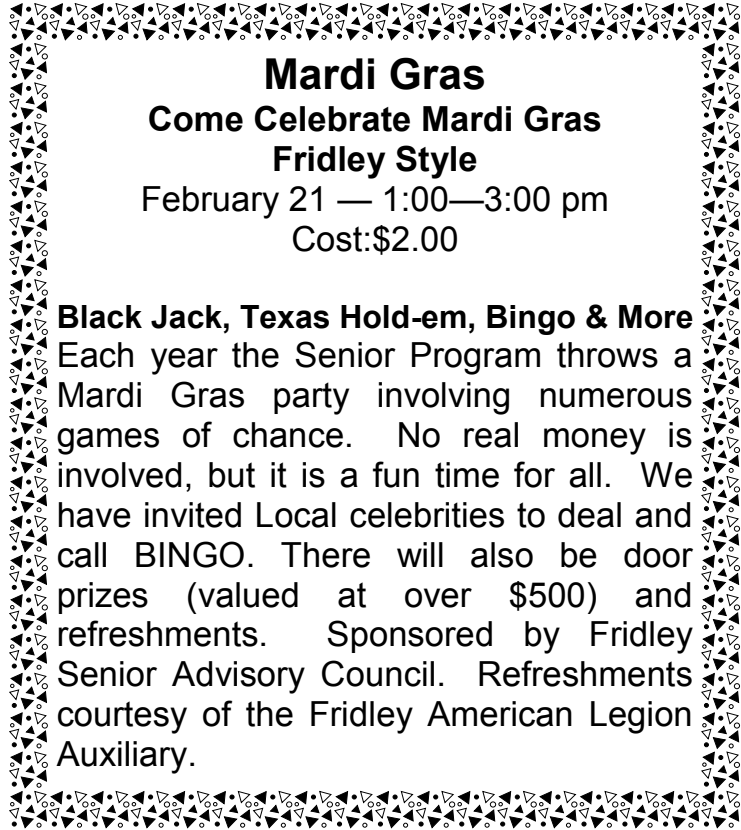 Mardi Gras
Come Celebrate Mardi Gras
Fridley Style
February 21 — 1:00—3:00 pm
Cost:$2.00
Black Jack, Texas Hold-em, Bingo & More
Each year the Senior Program throws a
Mardi Gras party involving numerous
games of chance.  No real money is
involved, but it is a fun time for all.  We
have invited Local celebrities to deal and
call BINGO. There will also be door
prizes (valued at over $500) and
refreshments.  Sponsored by Fridley
Senior Advisory Council.  Refreshments
courtesy of the Fridley American Legion
Auxiliary.